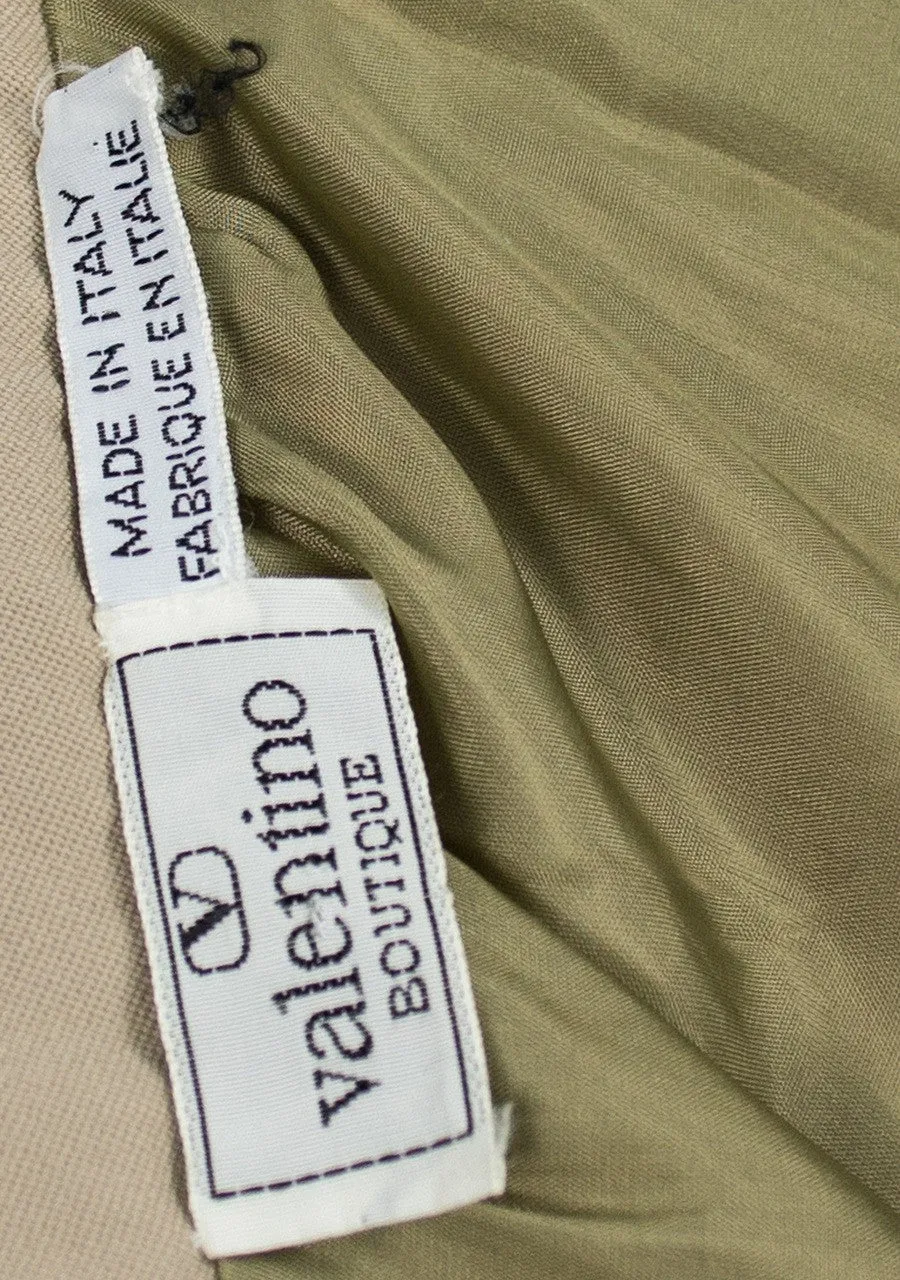 MADE IN ITALY
FABRIQUE EN ITALIE
V
valentino
BOUTIQUE